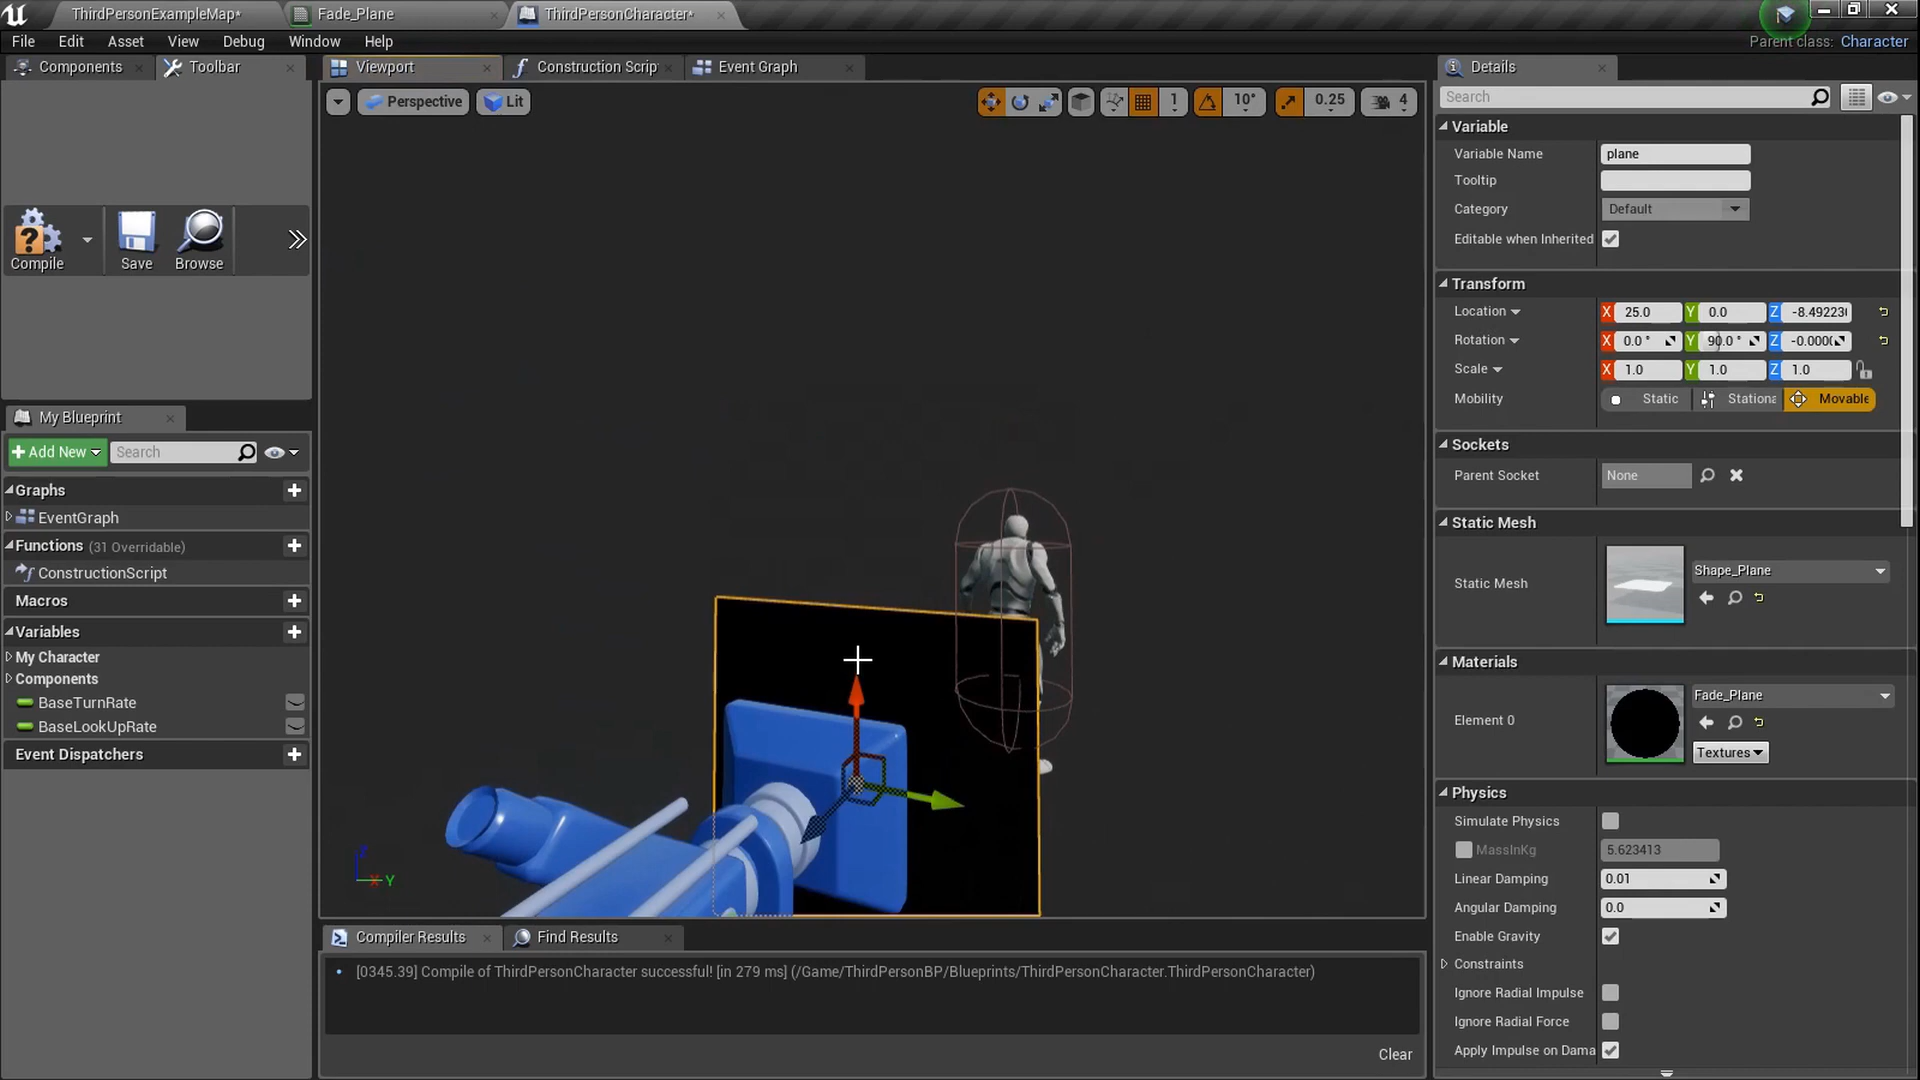 ThirdPersonExampleMap*
Fade_Plane
ThirdPersonCharacter*
File Edit Asset View Debug Window Help
Parent class: Character
Components
Toolbar
Viewport
Construction Scrip
Event Graph
Details
Perspective
Lit
1
10°
0.25
4
Compile
Save
Browse
My Blueprint
Add New
Search
Graphs
EventGraph
Functions (31 Overridable)
ConstructionScript
Macros
Variables
My Character
Components
BaseTurnRate
BaseLookUpRate
Event Dispatchers
Z
X
Y
Compiler Results
Find Results
[0345.39] Compile of ThirdPersonCharacter successful! [in 279 ms] (/Game/ThirdPersonBP/Blueprints/ThirdPersonCharacter.ThirdPersonCharacter)
Clear
Search
Variable
Variable Name plane
Tooltip
Category Default
Editable when Inherited
Transform
Location X 25.0 Y 0.0 Z -8.49223
Rotation X 0.0 ° Y 90.0 ° Z -0.000
Scale X 1.0 Y 1.0 Z 1.0
Mobility Static Stationa Movable
Sockets
Parent Socket None
Static Mesh
Static Mesh Shape_Plane
Materials
Element 0 Fade_Plane
Textures
Physics
Simulate Physics
MassInKg 5.623413
Linear Damping 0.01
Angular Damping 0.0
Enable Gravity
Constraints
Ignore Radial Impulse
Ignore Radial Force
Apply Impulse on Dama